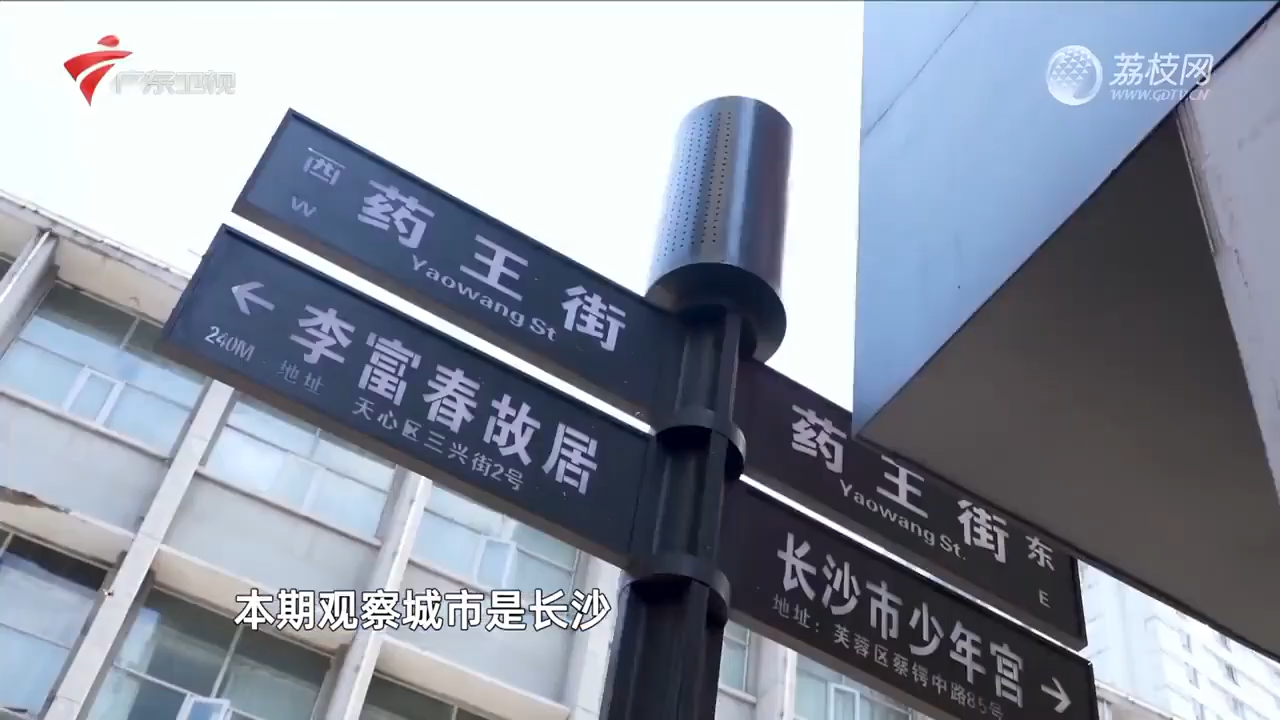 广东卫视
荔枝网
WWW.GDTV.CN
西
W
药王街
Yaowang St
李富春故居
240M 地址
天心区三兴街2号
药王街
Yaowang St.
东
E
长沙市少年宫
地址：芙蓉区蔡锷中路85号
本期观察城市是长沙